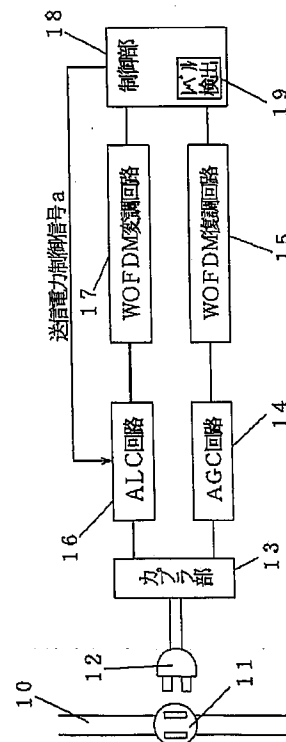 送信電力制御信号a
18
制御部
レベル
検出
19
17
WOFDM変調回路
WOFDM復調回路
15
16
ALC回路
AGC回路
14
カプラ部
13
12
10
11